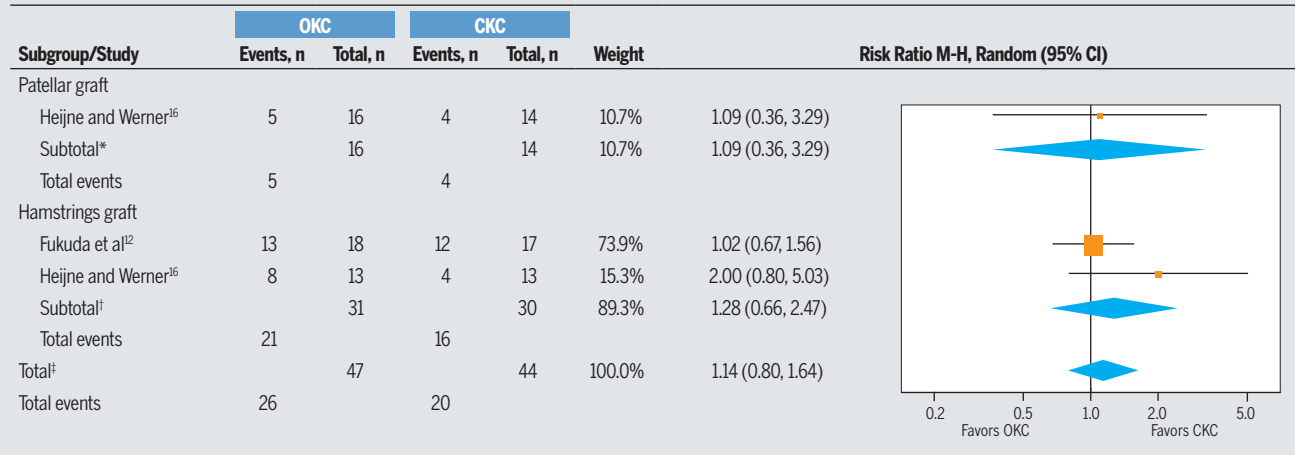 OKC CKC
Subgroup/Study Events, n Total, n Events, n Total, n Weight Risk Ratio M-H, Random (95% CI)
Patellar graft
Heijne and Werner16 5 16 4 14 10.7% 1.09 (0.36, 3.29)
Subtotal* 16 14 10.7% 1.09 (0.36, 3.29)
Total events 5 4
Hamstrings graft
Fukuda et al12 13 18 12 17 73.9% 1.02 (0.67, 1.56)
Heijne and Werner16 8 13 4 13 15.3% 2.00 (0.80, 5.03)
Subtotal† 31 30 89.3% 1.28 (0.66, 2.47)
Total events 21 16
Total‡ 47 44 100.0% 1.14 (0.80, 1.64)
Total events 26 20
0.2 0.5 1.0 2.0 5.0
Favors OKC Favors CKC